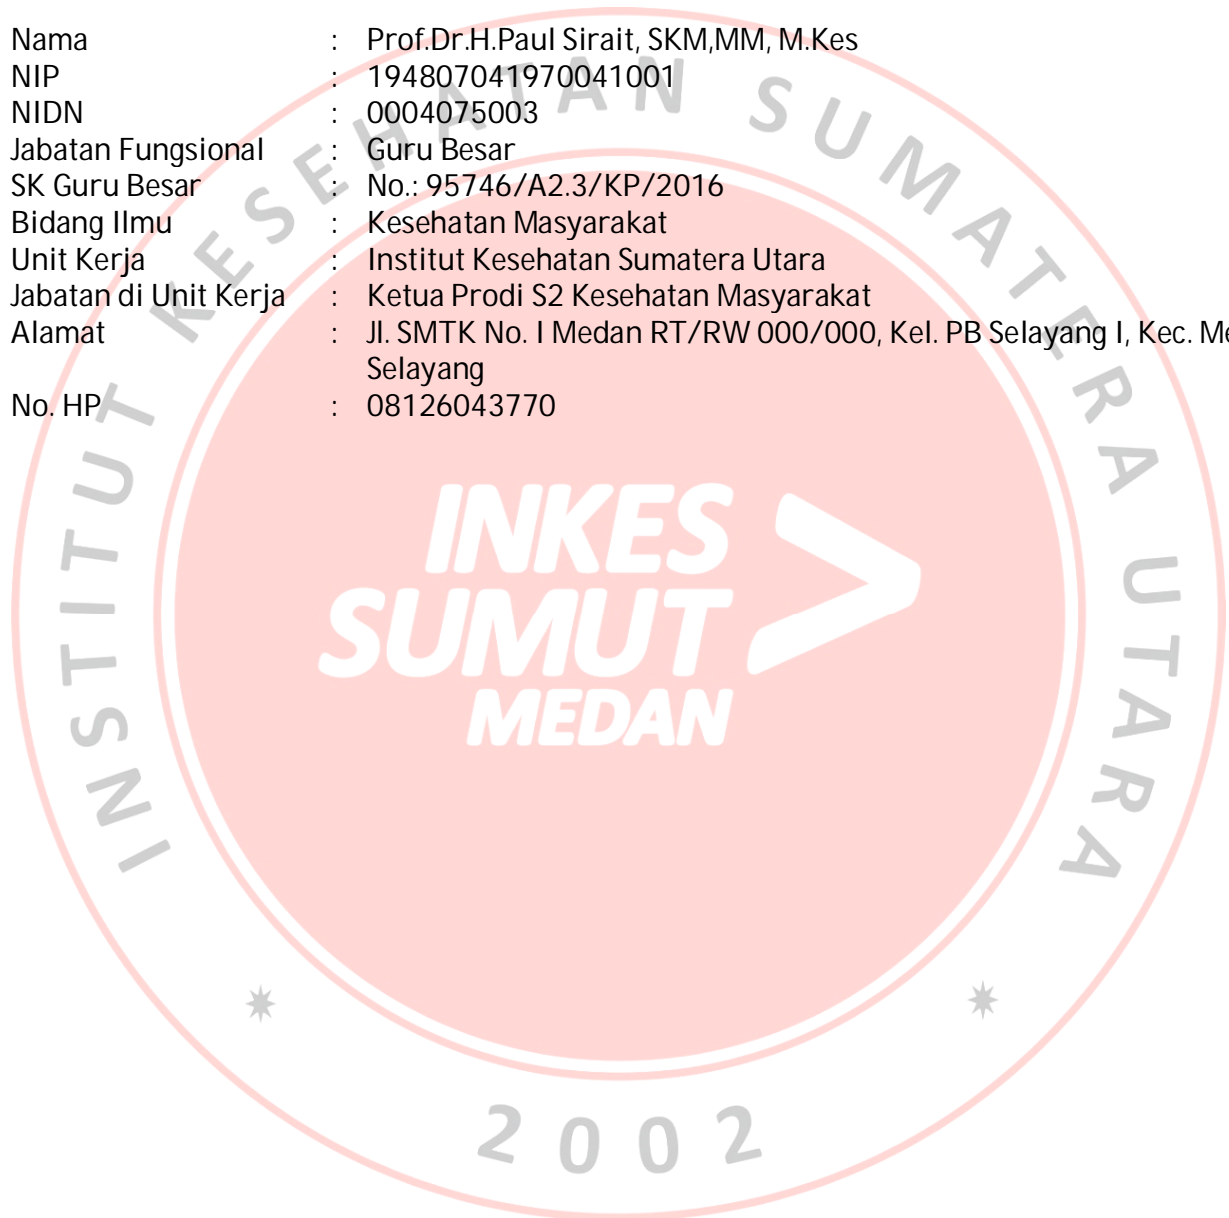 Nama : Prof.Dr.H.Paul Sirait, SKM,MM, M.Kes
NIP : 194807041970041001
NIDN : 0004075003
Jabatan Fungsional : Guru Besar
SK Guru Besar : No.: 95746/A2.3/KP/2016
Bidang Ilmu : Kesehatan Masyarakat
Unit Kerja : Institut Kesehatan Sumatera Utara
Jabatan di Unit Kerja : Ketua Prodi S2 Kesehatan Masyarakat
Alamat : Jl. SMTK No. I Medan RT/RW 000/000, Kel. PB Selayang I, Kec. Me
Selayang
No. HP : 08126043770
INSTITUT KESEHATAN SUMATERA UTARA
INKES
SUMUT
MEDAN
2002